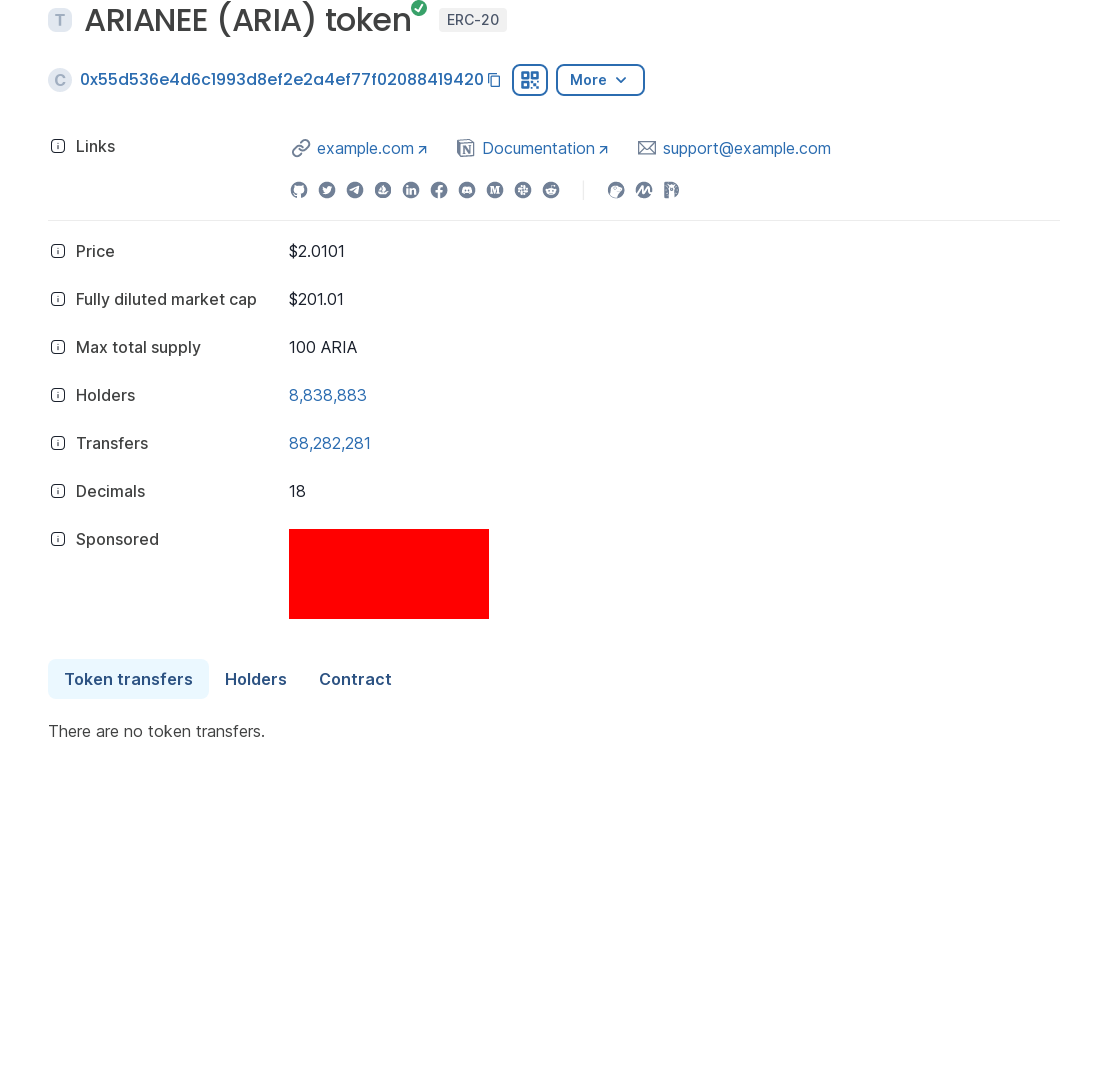 T ARIANEE (ARIA) token ERC-20
C 0x55d536e4d6c1993d8ef2e2a4ef77f02088419420 More
Links example.com Documentation support@example.com
Price $2.0101
Fully diluted market cap $201.01
Max total supply 100 ARIA
Holders 8,838,883
Transfers 88,282,281
Decimals 18
Sponsored
Token transfers Holders Contract
There are no token transfers.